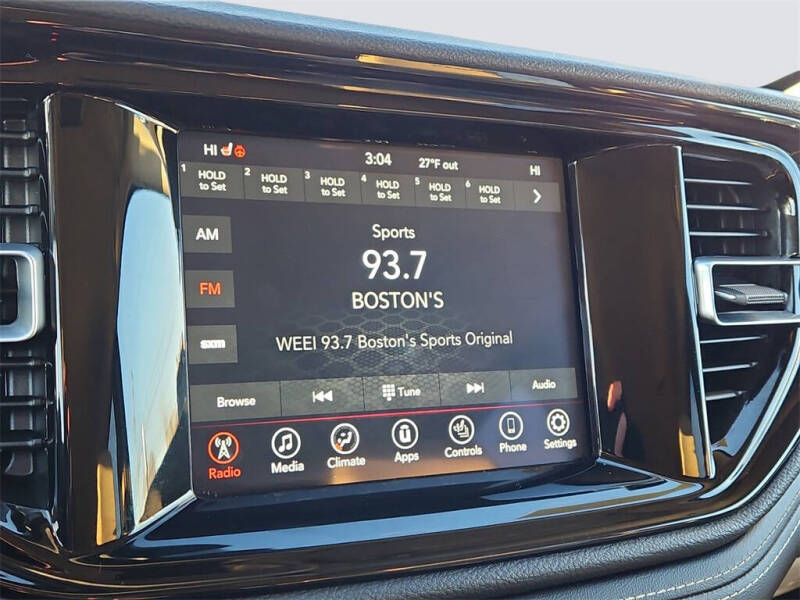 HI 3:04 27°F out HI
1 HOLD to Set 2 HOLD to Set 3 HOLD to Set 4 HOLD to Set 5 HOLD to Set 6 HOLD to Set
AM
Sports
93.7
FM
BOSTON'S
WEEI 93.7 Boston's Sports Original
sxm
Browse Tune Audio
Radio Media Climate Apps Controls Phone Settings